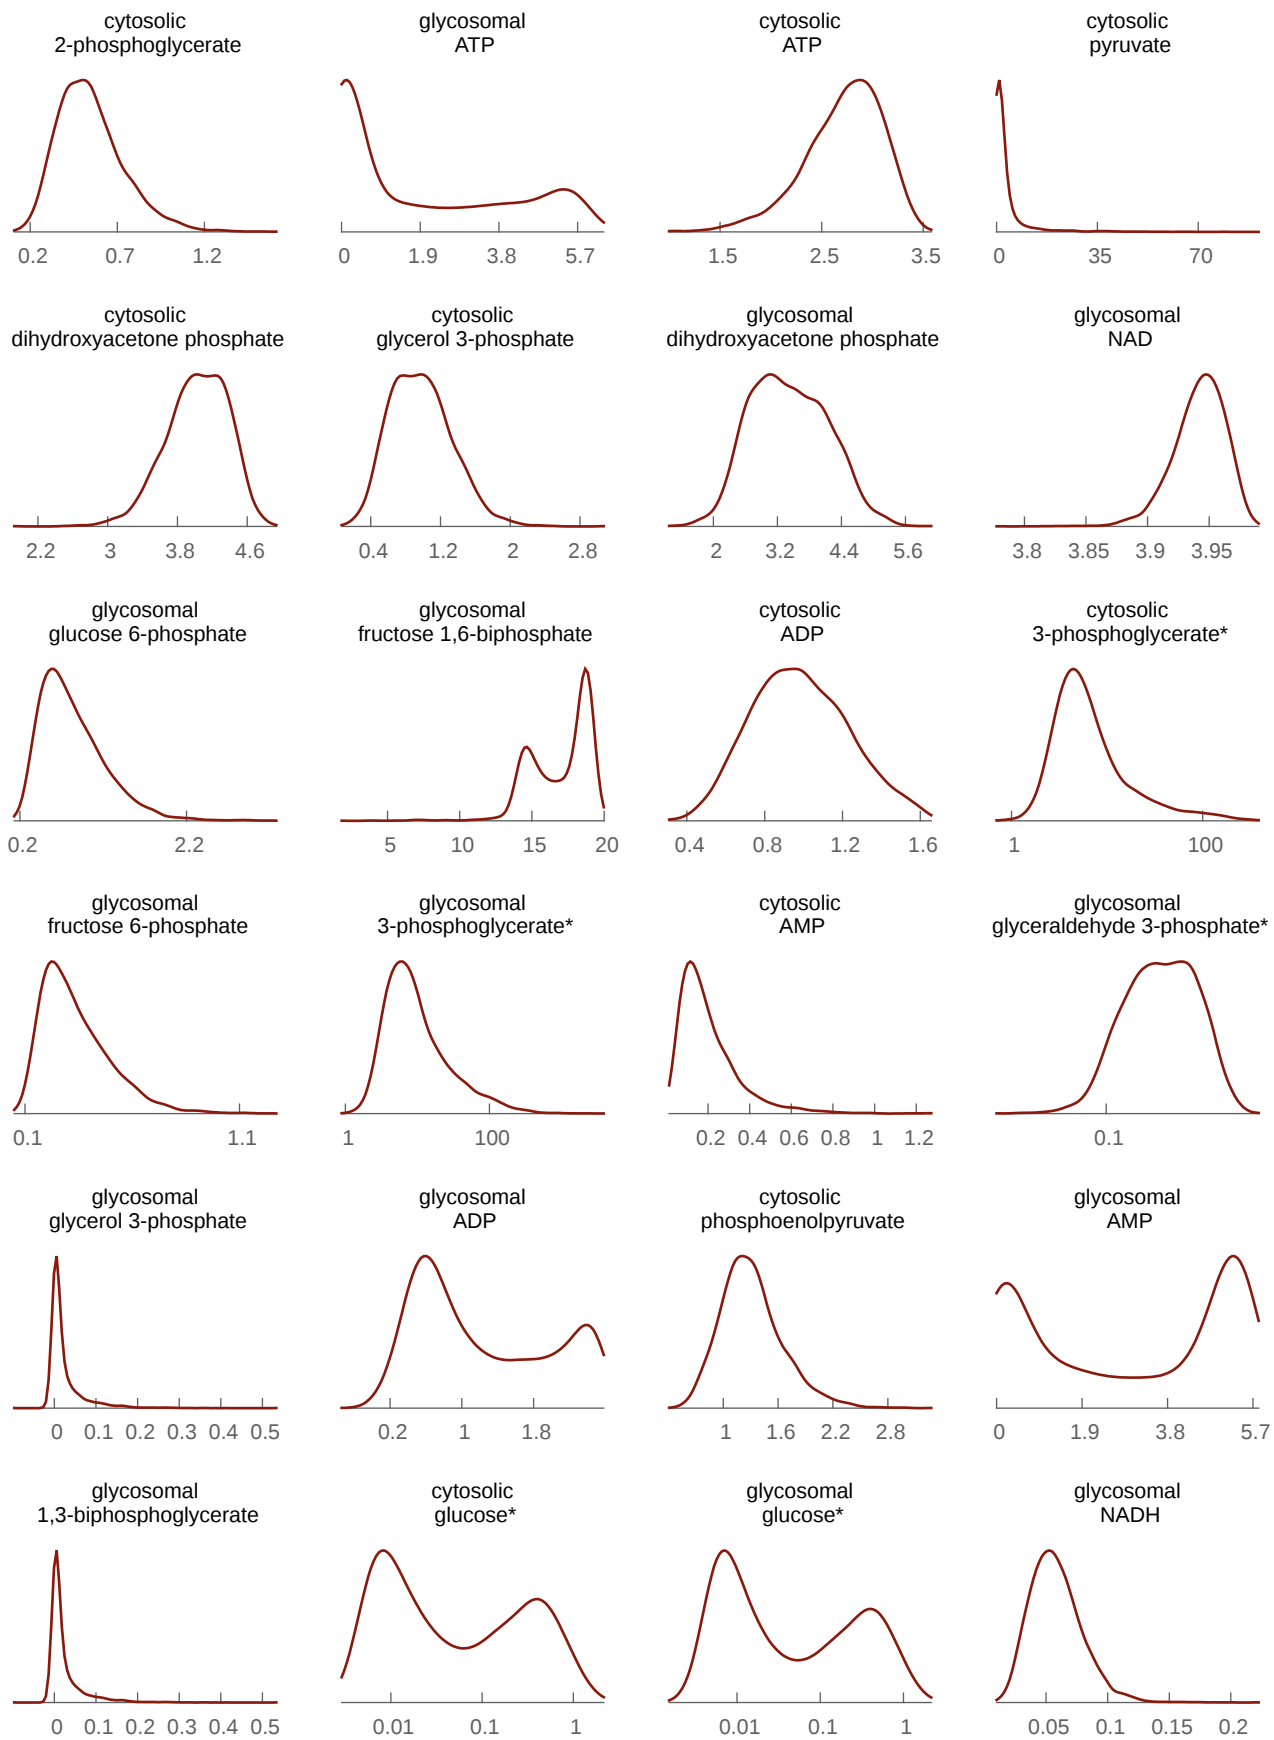 cytosolic
2-phosphoglycerate
0.2 0.7 1.2
glycosomal
ATP
0 1.9 3.8 5.7
cytosolic
ATP
1.5 2.5 3.5
cytosolic
pyruvate
0 35 70
cytosolic
dihydroxyacetone phosphate
2.2 3 3.8 4.6
cytosolic
glycerol 3-phosphate
0.4 1.2 2 2.8
glycosomal
dihydroxyacetone phosphate
2 3.2 4.4 5.6
glycosomal
NAD
3.8 3.85 3.9 3.95
glycosomal
glucose 6-phosphate
0.2 2.2
glycosomal
fructose 1,6-biphosphate
5 10 15 20
cytosolic
ADP
0.4 0.8 1.2 1.6
cytosolic
3-phosphoglycerate*
1 100
glycosomal
fructose 6-phosphate
0.1 1.1
glycosomal
3-phosphoglycerate*
1 100
cytosolic
AMP
0.2 0.4 0.6 0.8 1 1.2
glycosomal
glyceraldehyde 3-phosphate*
0.1
glycosomal
glycerol 3-phosphate
0 0.1 0.2 0.3 0.4 0.5
glycosomal
ADP
0.2 1 1.8
cytosolic
phosphoenolpyruvate
1 1.6 2.2 2.8
glycosomal
AMP
0 1.9 3.8 5.7
glycosomal
1,3-biphosphoglycerate
0 0.1 0.2 0.3 0.4 0.5
cytosolic
glucose*
0.01 0.1 1
glycosomal
glucose*
0.01 0.1 1
glycosomal
NADH
0.05 0.1 0.15 0.2